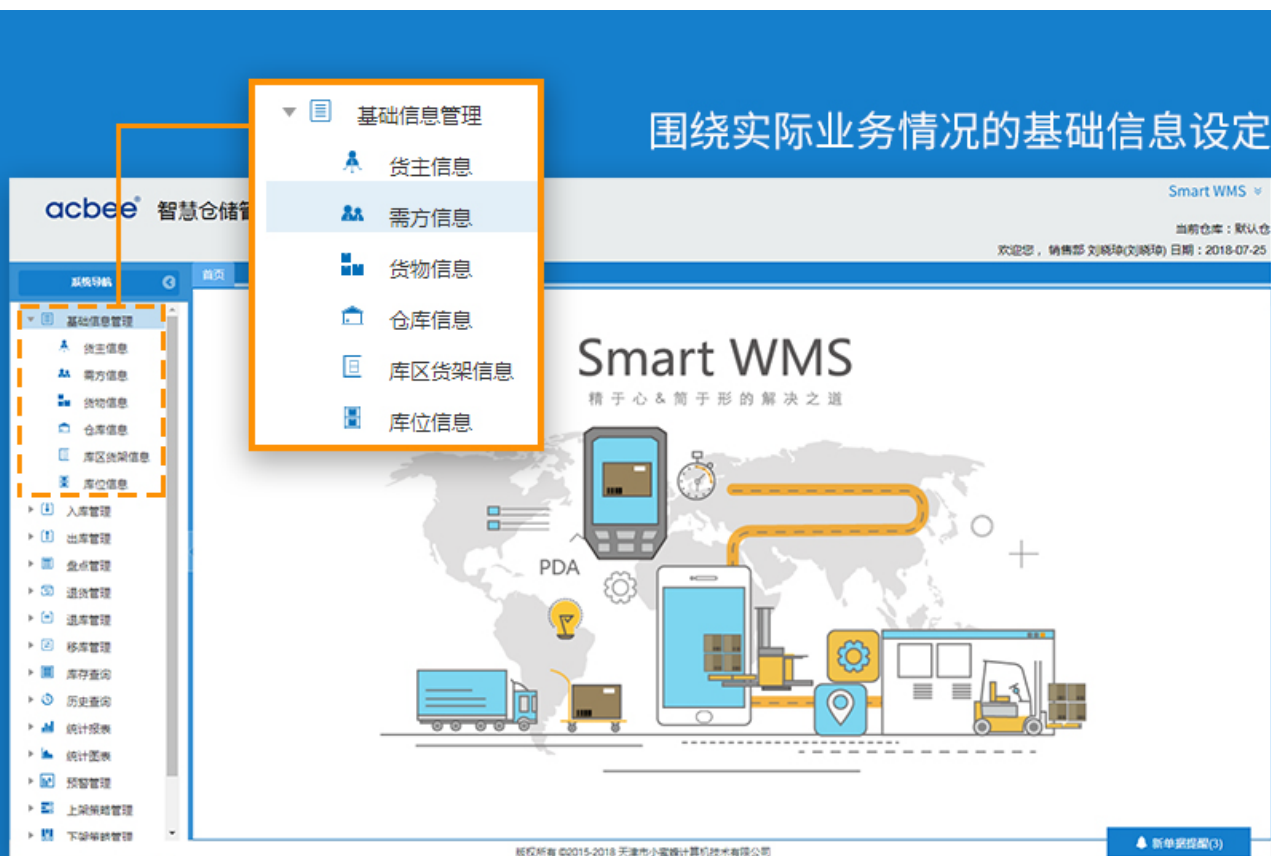 围绕实际业务情况的基础信息设定
基础信息管理
货主信息
需方信息
货物信息
仓库信息
库区货架信息
库位信息
acbee 智慧仓储管
Smart WMS
当前仓库：默认仓
欢迎您，销售部 刘晓琼(刘晓琼) 日期：2018-07-25
系统导航
首页
基础信息管理
货主信息
需方信息
货物信息
仓库信息
库区货架信息
库位信息
入库管理
出库管理
盘点管理
退货管理
退库管理
移库管理
库存查询
历史查询
统计报表
统计图表
预警管理
上架策略管理
下架策略管理
Smart WMS
精于心&简于形的解决之道
PDA
版权所有 ©2015-2018 天津市小蜜蜂计算机技术有限公司
新单据提醒(3)